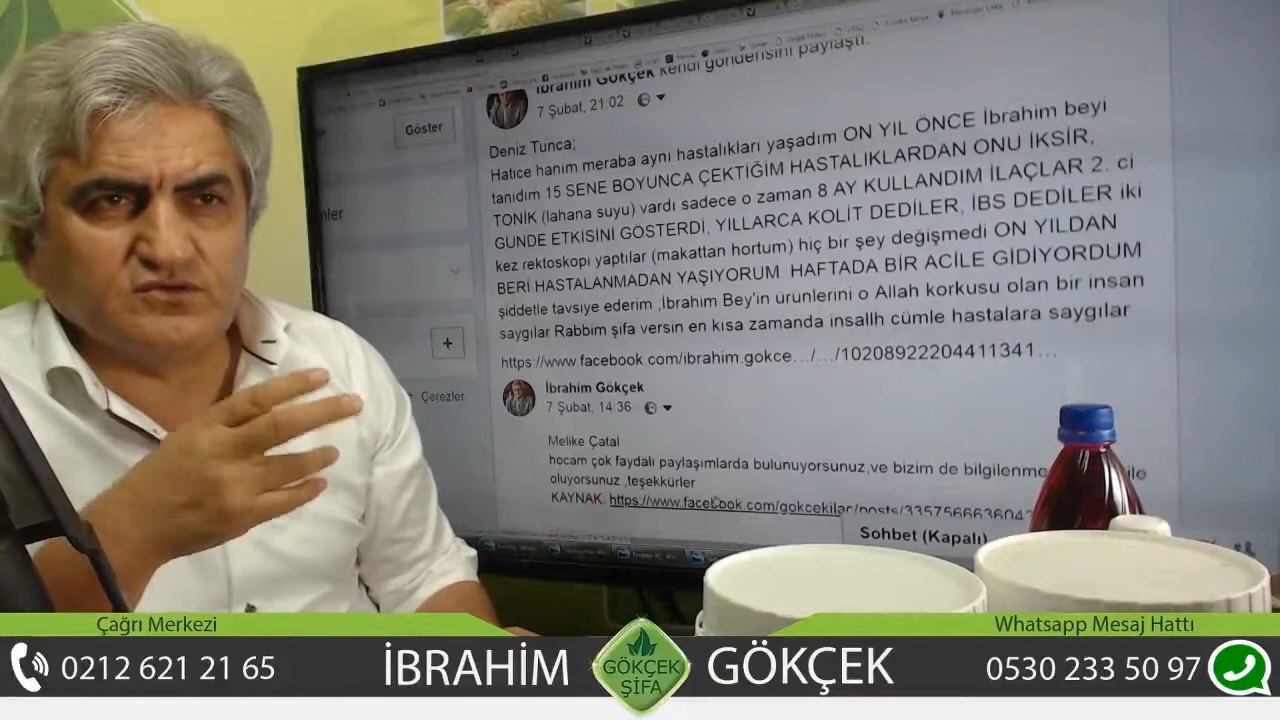 İbrahim Gökçek kendi gönderisini paylaştı.
7 Şubat, 21:02
Göster
Deniz Tunca;
Hatice hanım meraba aynı hastalıkları yaşadım ON YIL ÖNCE İbrahim beyi
tanıdım 15 SENE BOYUNCA ÇEKTİĞİM HASTALIKLARDAN ONU İKSİR,
TONİK (lahana suyu) vardı sadece o zaman 8 AY KULLANDIM İLAÇLAR 2. ci
GÜNDE ETKİSİNİ GÖSTERDİ, YILLARCA KOLİT DEDİLER, İBS DEDİLER iki
kez rektoskopi yaptılar (makattan hortum) hiç bir şey değişmedi ON YILDAN
BERİ HASTALANMADAN YAŞIYORUM. HAFTADA BİR ACİLE GİDİYORDUM
şiddetle tavsiye ederim ,İbrahim Bey'in ürünlerini o Allah korkusu olan bir insan
saygılar Rabbim şifa versin en kısa zamanda insallh cümle hastalara saygılar
https://www.facebook.com/ibrahim.gokce.../.../10208922204411341...
+
Çerezler
İbrahim Gökçek
7 Şubat, 14:36
Melike Çatal
hocam çok faydalı paylaşımlarda bulunuyorsunuz,ve bizim de bilgilenme
oluyorsunuz ,teşekkürler
KAYNAK: https://www.facebook.com/gokcekilac/posts/
Sohbet (Kapalı)
Çağrı Merkezi
Whatsapp Mesaj Hattı
0212 621 21 65
İBRAHİM
GÖKÇEK
ŞİFA
GÖKÇEK
0530 233 50 97